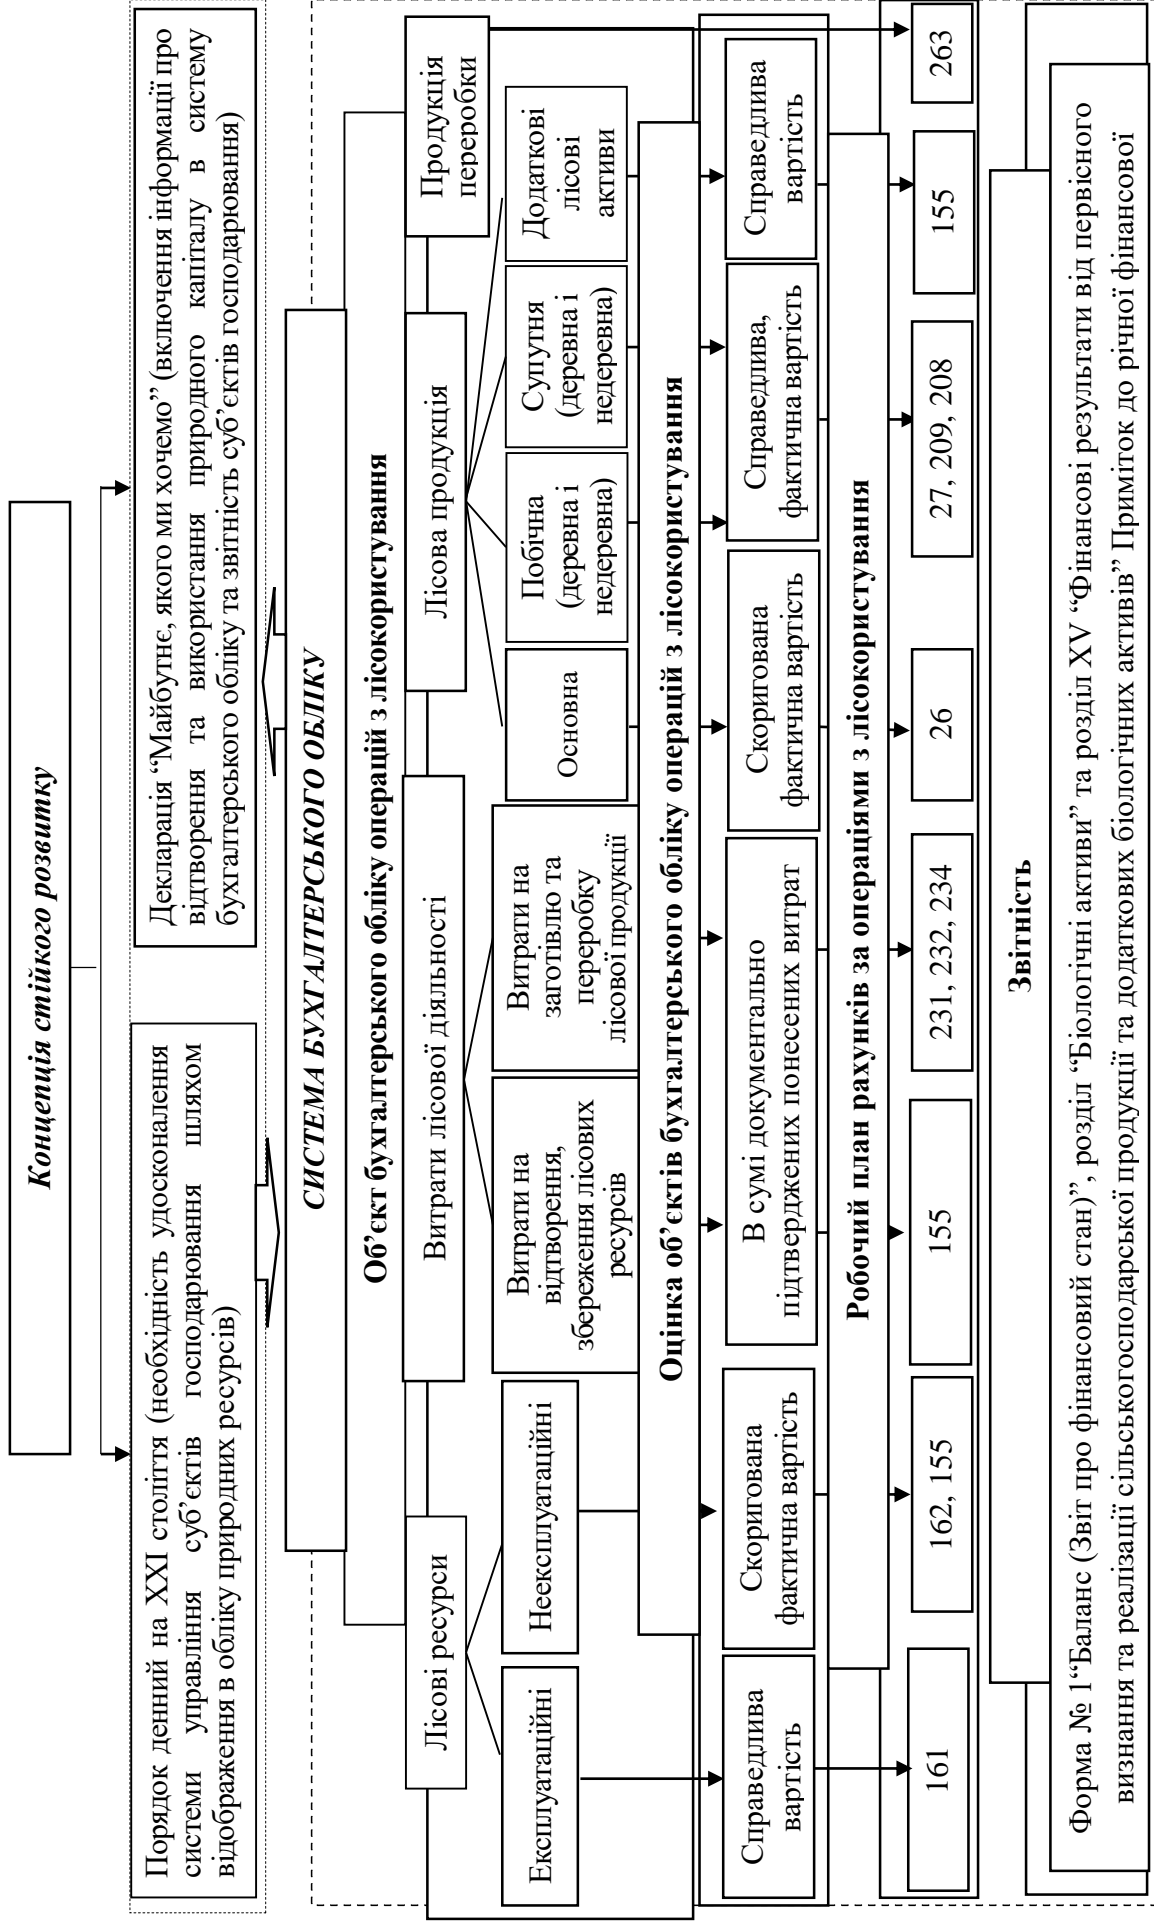 Концепція стійкого розвитку
Порядок денний на XXI століття (необхідність удосконалення
системи управління суб’єктів господарювання шляхом
відображення в обліку природних ресурсів)
Декларація “Майбутнє, якого ми хочемо” (включення інформації про
відтворення та використання природного капіталу в систему
бухгалтерського обліку та звітність суб’єктів господарювання)
СИСТЕМА БУХГАЛТЕРСЬКОГО ОБЛІКУ
Об’єкт бухгалтерського обліку операцій з лісокористування
Лісові ресурси
Витрати лісової діяльності
Лісова продукція
Продукція
переробки
Експлуатаційні
Неексплуатаційні
Витрати на
відтворення,
збереження лісових
ресурсів
Витрати на
заготівлю та
переробку
лісової продукції
Основна
Побічна
(деревна і
недеревна)
Супутня
(деревна і
недеревна)
Додаткові
лісові
активи
Оцінка об’єктів бухгалтерського обліку операцій з лісокористування
Справедлива
вартість
Скоригована
фактична вартість
В сумі документально
підтверджених понесених витрат
Скоригована
фактична вартість
Справедлива,
фактична вартість
Справедлива
вартість
Робочий план рахунків за операціями з лісокористування
161
162, 155
155
231, 232, 234
26
27, 209, 208
155
263
Звітність
Форма № 1“Баланс (Звіт про фінансовий стан)”, розділ “Біологічні активи” та розділ XV “Фінансові результати від первісного
визнання та реалізації сільськогосподарської продукції та додаткових біологічних активів” Приміток до річної фінансової